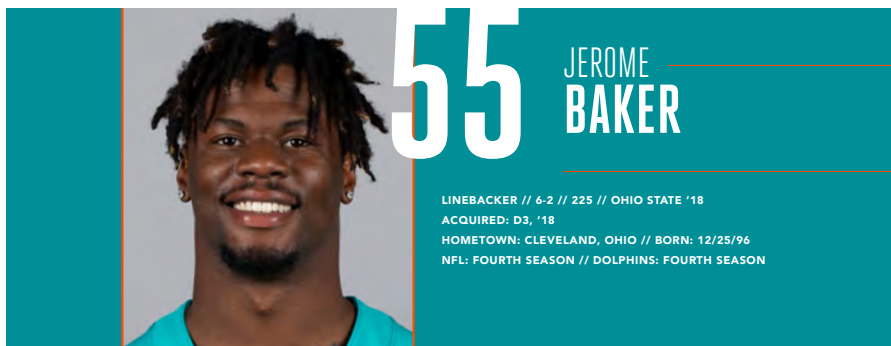 55
JEROME
BAKER
LINEBACKER // 6-2 // 225 // OHIO STATE ‘18
ACQUIRED: D3, ‘18
HOMETOWN: CLEVELAND, OHIO // BORN: 12/25/96
NFL: FOURTH SEASON // DOLPHINS: FOURTH SEASON